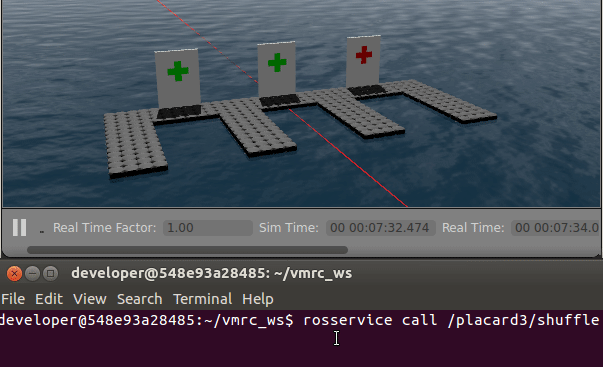 Real Time Factor: 1.00 Sim Time: 00 00:07:32.474 Real Time: 00 00:07:34.0
developer@548e93a28485: ~/vmrc_ws
File Edit View Search Terminal Help
developer@548e93a28485:~/vmrc_ws$ rosservice call /placard3/shuffle